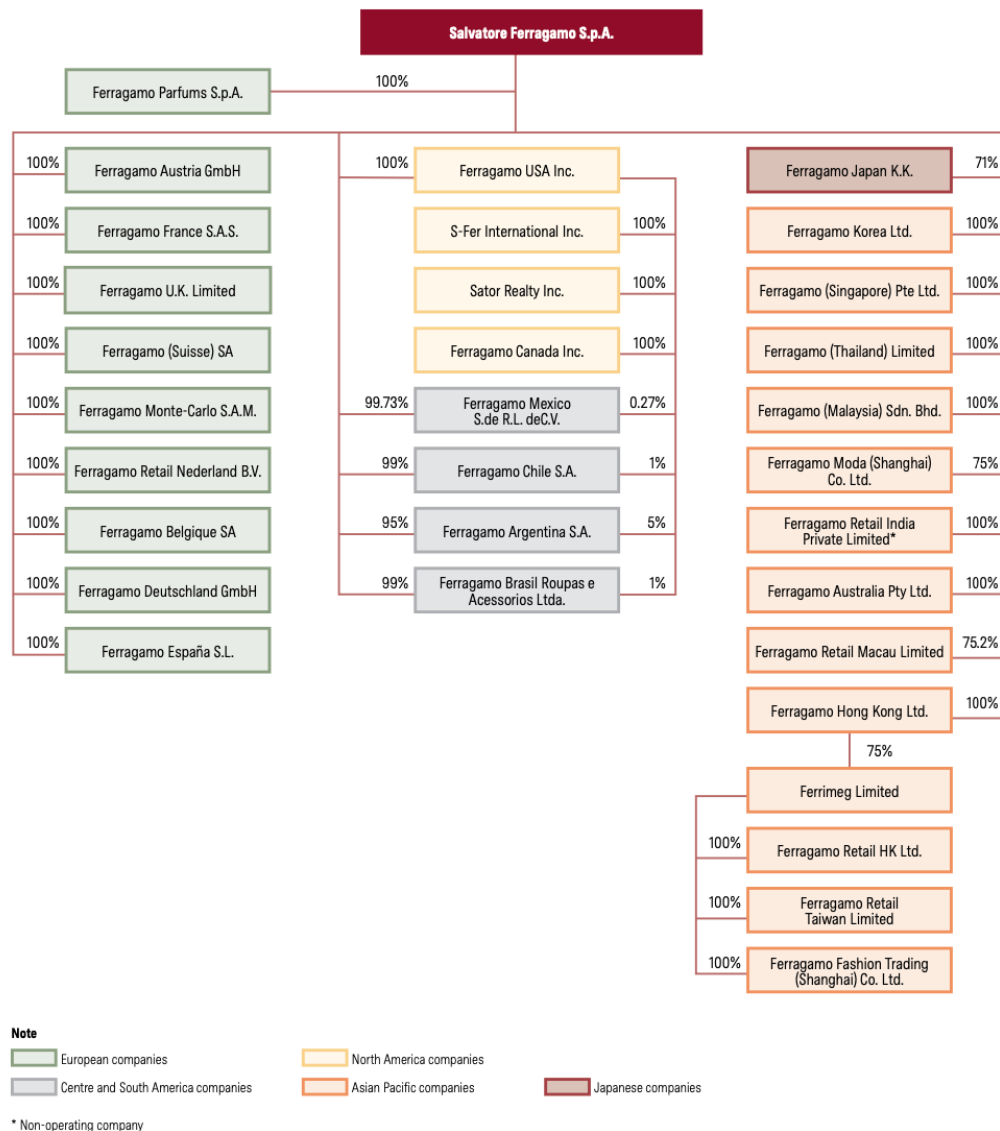 Salvatore Ferragamo S.p.A.
Ferragamo Parfums S.p.A.
100%
100%
Ferragamo Austria GmbH
100%
Ferragamo France S.A.S.
100%
Ferragamo U.K. Limited
100%
Ferragamo (Suisse) SA
100%
Ferragamo Monte-Carlo S.A.M.
100%
Ferragamo Retail Nederland B.V.
100%
Ferragamo Belgique SA
100%
Ferragamo Deutschland GmbH
100%
Ferragamo España S.L.
100%
Ferragamo USA Inc.
S-Fer International Inc.
100%
Sator Realty Inc.
100%
Ferragamo Canada Inc.
100%
99.73%
Ferragamo Mexico
S.de R.L. deC.V.
0.27%
99%
Ferragamo Chile S.A.
1%
95%
Ferragamo Argentina S.A.
5%
99%
Ferragamo Brasil Roupas e
Acessorios Ltda.
1%
Ferragamo Japan K.K.
71%
Ferragamo Korea Ltd.
100%
Ferragamo (Singapore) Pte Ltd.
100%
Ferragamo (Thailand) Limited
100%
Ferragamo (Malaysia) Sdn. Bhd.
100%
Ferragamo Moda (Shanghai)
Co. Ltd.
75%
Ferragamo Retail India
Private Limited*
100%
Ferragamo Australia Pty Ltd.
100%
Ferragamo Retail Macau Limited
75.2%
Ferragamo Hong Kong Ltd.
100%
75%
Ferrimeg Limited
100%
Ferragamo Retail HK Ltd.
100%
Ferragamo Retail
Taiwan Limited
100%
Ferragamo Fashion Trading
(Shanghai) Co. Ltd.
Note
European companies
North America companies
Centre and South America companies
Asian Pacific companies
Japanese companies
* Non-operating company